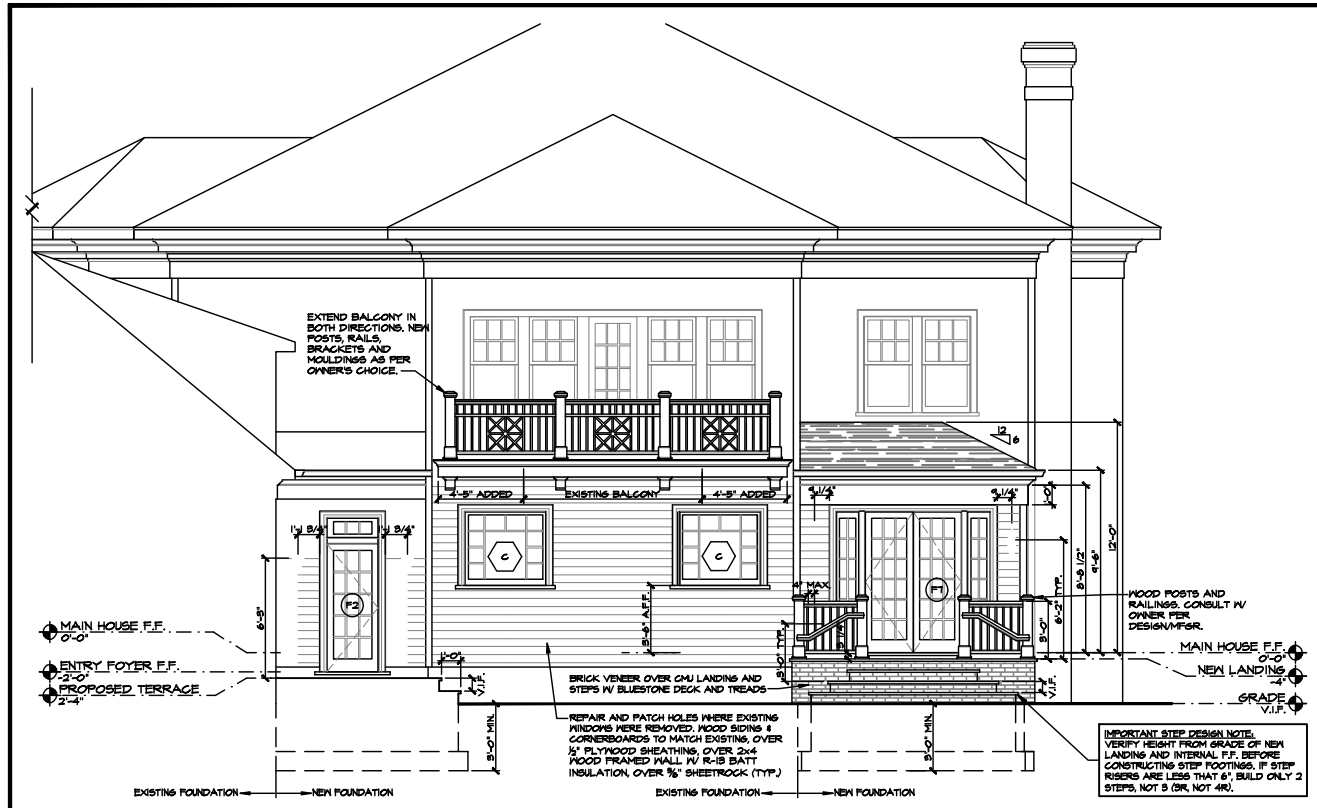 EXTEND BALCONY IN
BOTH DIRECTIONS. NEW
POSTS, RAILS,
BRACKETS AND
MOULDINGS AS PER
OWNER'S CHOICE.
12
6
4'-5" ADDED
EXISTING BALCONY
4'-5" ADDED
9 1/4"
9 1/4"
1'-0"
1'-1 3/4"
1'-1 3/4"
C
C
F2
F1
4" MAX.
6'-8"
3'-6" A.F.F.
3'-0" TYP.
3'-0"
6'-2" TYP.
8'-8 1/2"
9'-6"
12'-0"
WOOD POSTS AND
RAILINGS. CONSULT W/
OWNER PER
DESIGN/MFGR.
MAIN HOUSE F.F.
0'-0"
ENTRY FOYER F.F.
-2'-0"
PROPOSED TERRACE
2'-4"
1'-0"
V.I.F.
MAIN HOUSE F.F.
0'-0"
NEW LANDING
-4"
GRADE
V.I.F.
V.I.F.
BRICK VENEER OVER CMU LANDING AND
STEPS W/ BLUESTONE DECK AND TREADS
REPAIR AND PATCH HOLES WHERE EXISTING
WINDOWS WERE REMOVED. WOOD SIDING &
CORNERBOARDS TO MATCH EXISTING, OVER
1/2" PLYWOOD SHEATHING, OVER 2x4
WOOD FRAMED WALL W/ R-13 BATT
INSULATION, OVER 5/8" SHEETROCK (TYP.)
3'-0" MIN.
3'-0" MIN.
IMPORTANT STEP DESIGN NOTE:
VERIFY HEIGHT FROM GRADE OF NEW
LANDING AND INTERNAL F.F. BEFORE
CONSTRUCTING STEP FOOTINGS. IF STEP
RISERS ARE LESS THAT 6", BUILD ONLY 2
STEPS, NOT 3 (3R, NOT 4R).
EXISTING FOUNDATION
NEW FOUNDATION
EXISTING FOUNDATION
NEW FOUNDATION